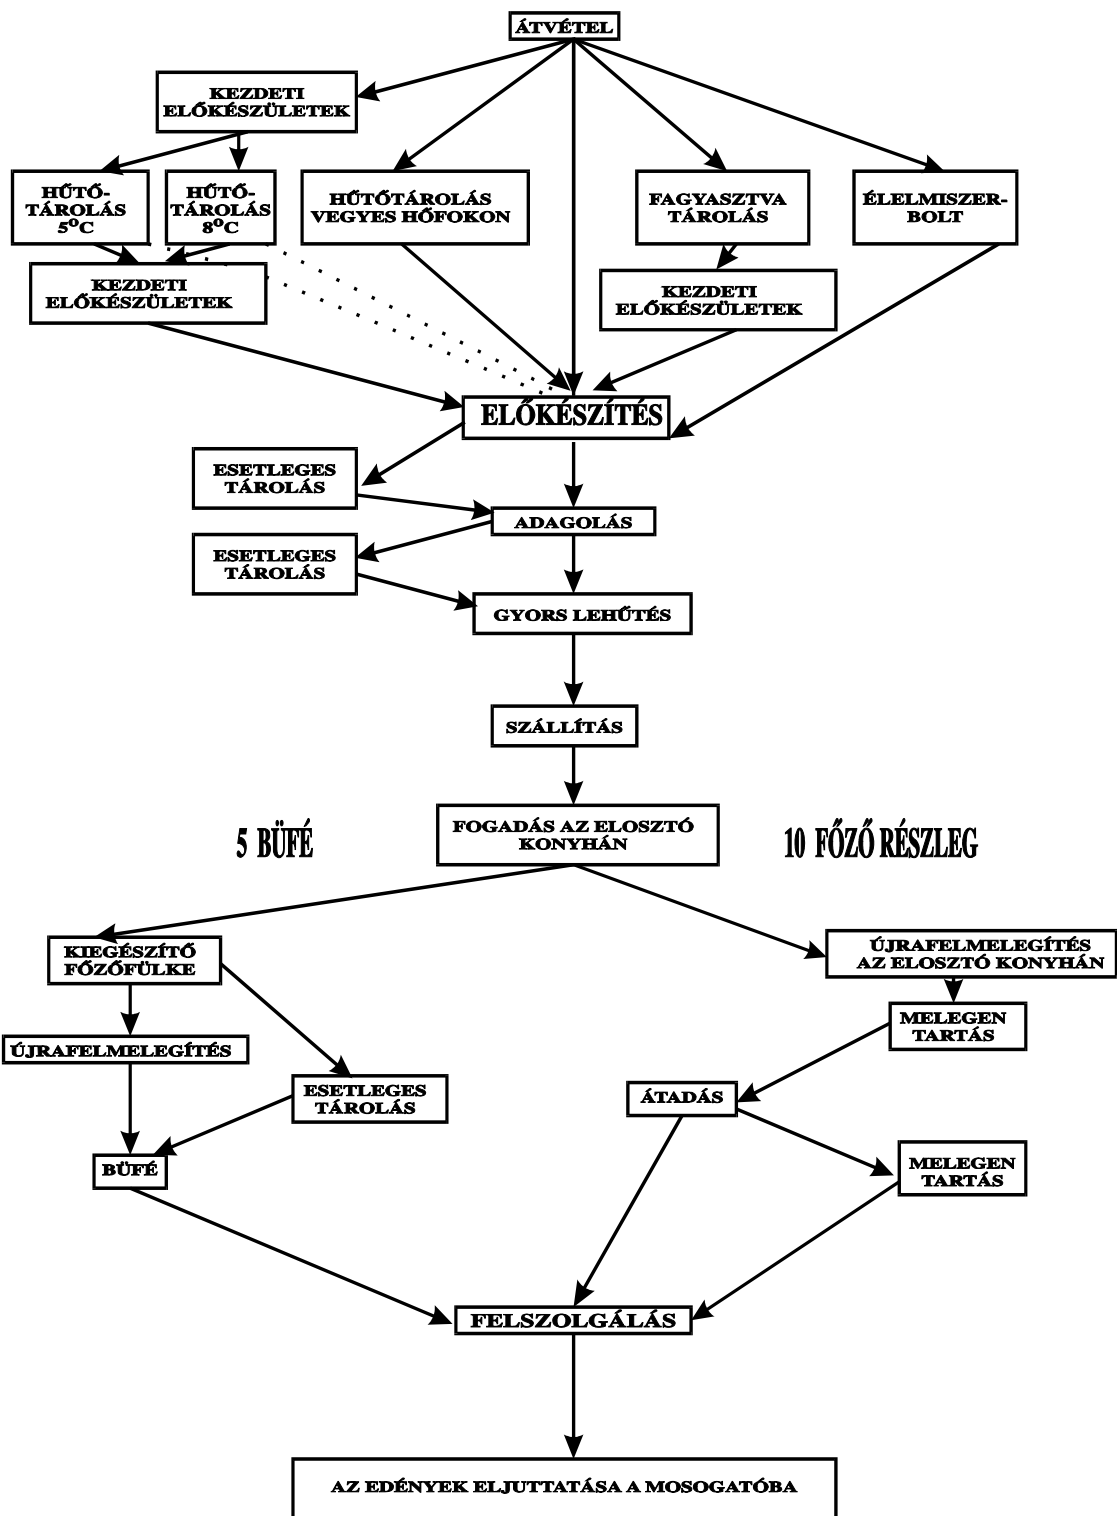 ÁTVÉTEL
KEZDETI
ELŐKÉSZÜLETEK
HŰTŐ-
TÁROLÁS
5°C
HŰTŐ-
TÁROLÁS
8°C
HŰTŐTÁROLÁS
VEGYES HŐFOKON
FAGYASZTVA
TÁROLÁS
ÉLELMISZER-
BOLT
KEZDETI
ELŐKÉSZÜLETEK
KEZDETI
ELŐKÉSZÜLETEK
ELŐKÉSZÍTÉS
ESETLEGES
TÁROLÁS
ADAGOLÁS
ESETLEGES
TÁROLÁS
GYORS LEHŰTÉS
SZÁLLÍTÁS
5 BÜFÉ
FOGADÁS AZ ELOSZTÓ
KONYHÁN
10 FŐZŐ RÉSZLEG
KIEGÉSZÍTŐ
FŐZŐFÜLKE
ÚJRAFELMELEGÍTÉS
AZ ELOSZTÓ KONYHÁN
MELEGEN
TARTÁS
ÚJRAFELMELEGÍTÉS
ESETLEGES
TÁROLÁS
ÁTADÁS
BÜFÉ
MELEGEN
TARTÁS
FELSZOLGÁLÁS
AZ EDÉNYEK ELJUTTATÁSA A MOSOGATÓBA